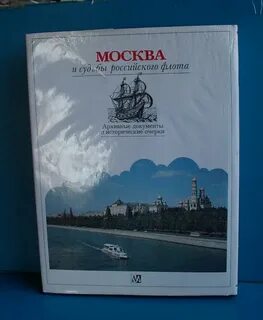 МОСКВА
и судьбы российского флота
Архивные документы
и исторические очерки